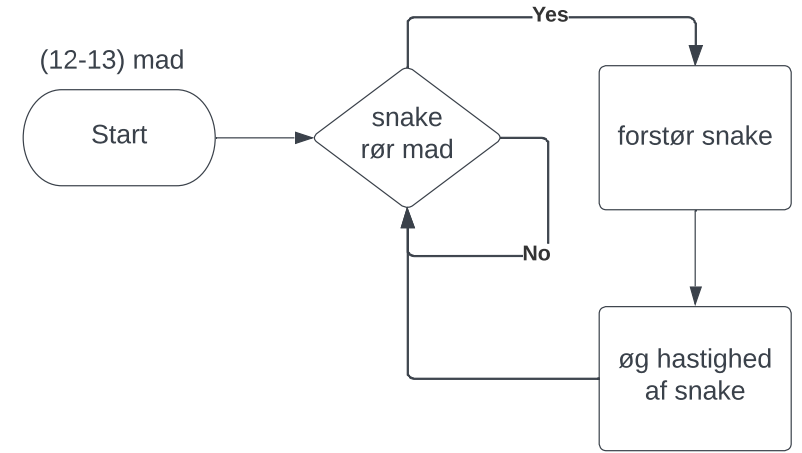 (12-13) mad
Start
snake
rør mad
Yes
No
forstør snake
øg hastighed
af snake